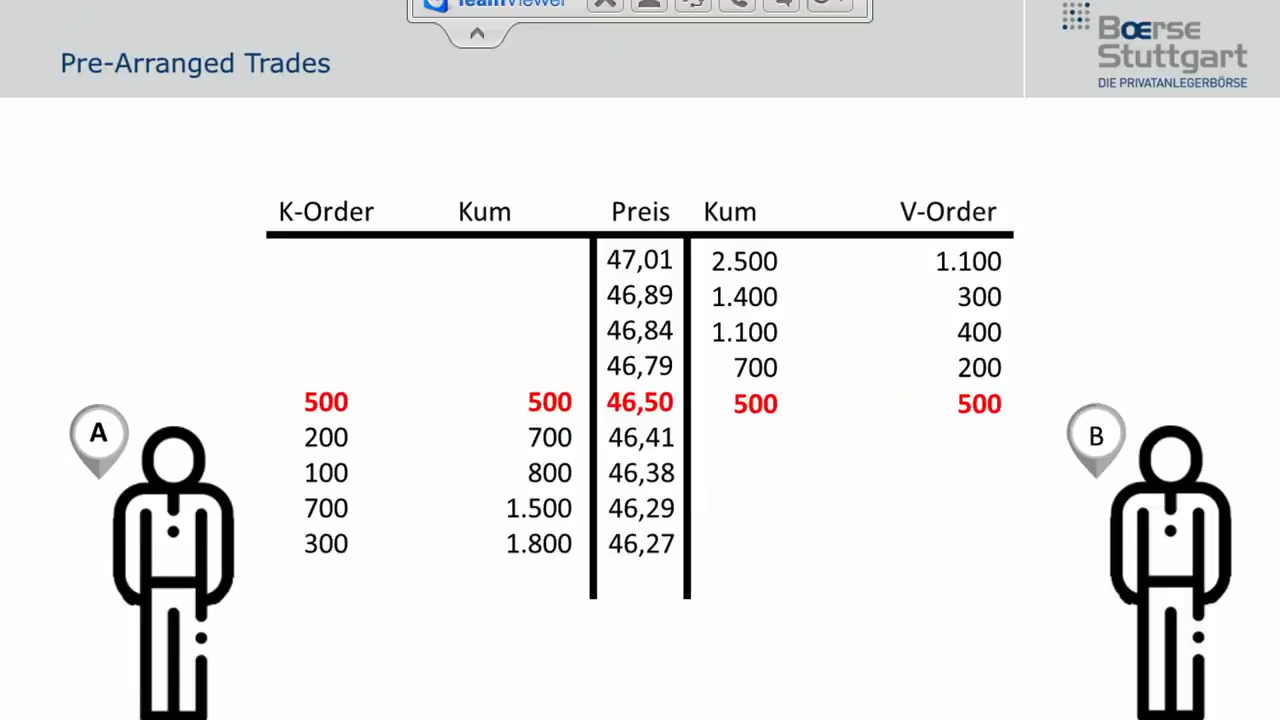 TeamViewer
Pre-Arranged Trades
BOERSE
Stuttgart
DIE PRIVATANLEGERBÖRSE
K-Order Kum Preis Kum V-Order
47,01 2.500 1.100
46,89 1.400 300
46,84 1.100 400
46,79 700 200
500 500 46,50 500 500
200 700 46,41
100 800 46,38
700 1.500 46,29
300 1.800 46,27
A
B